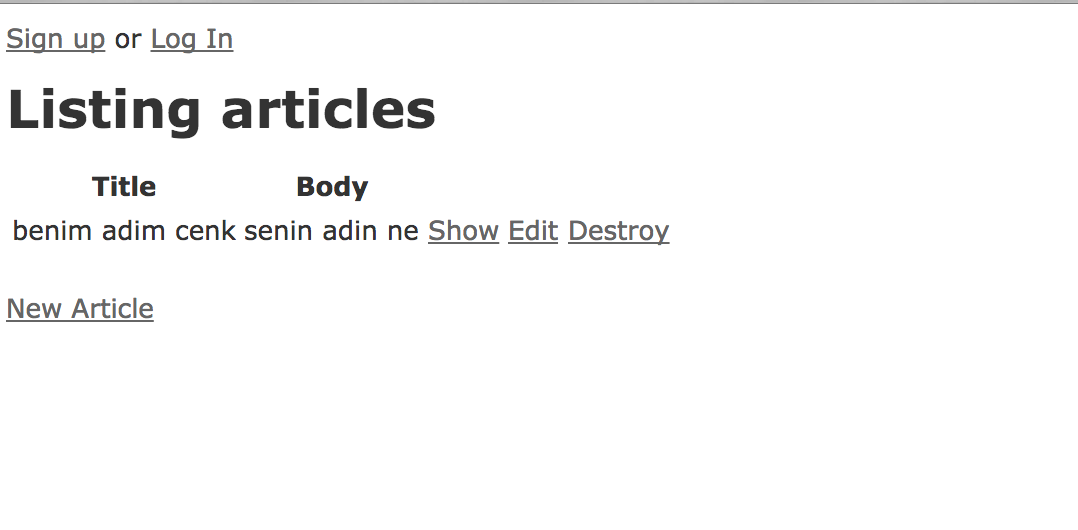 Sign up or Log In
Listing articles
Title Body
benim adim cenk senin adin ne Show Edit Destroy
New Article